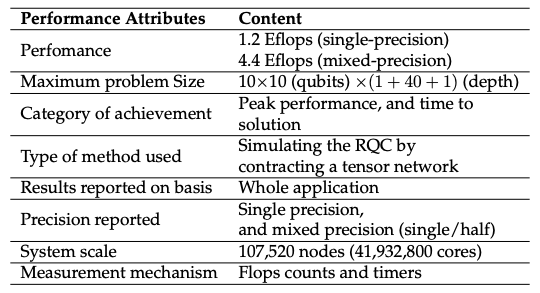 Performance Attributes Content
Perfomance 1.2 Eflops (single-precision)
4.4 Eflops (mixed-precision)
Maximum problem Size 10×10 (qubits) ×(1 + 40 + 1) (depth)
Category of achievement Peak performance, and time to
solution
Type of method used Simulating the RQC by
contracting a tensor network
Results reported on basis Whole application
Precision reported Single precision,
and mixed precision (single/half)
System scale 107,520 nodes (41,932,800 cores)
Measurement mechanism Flops counts and timers